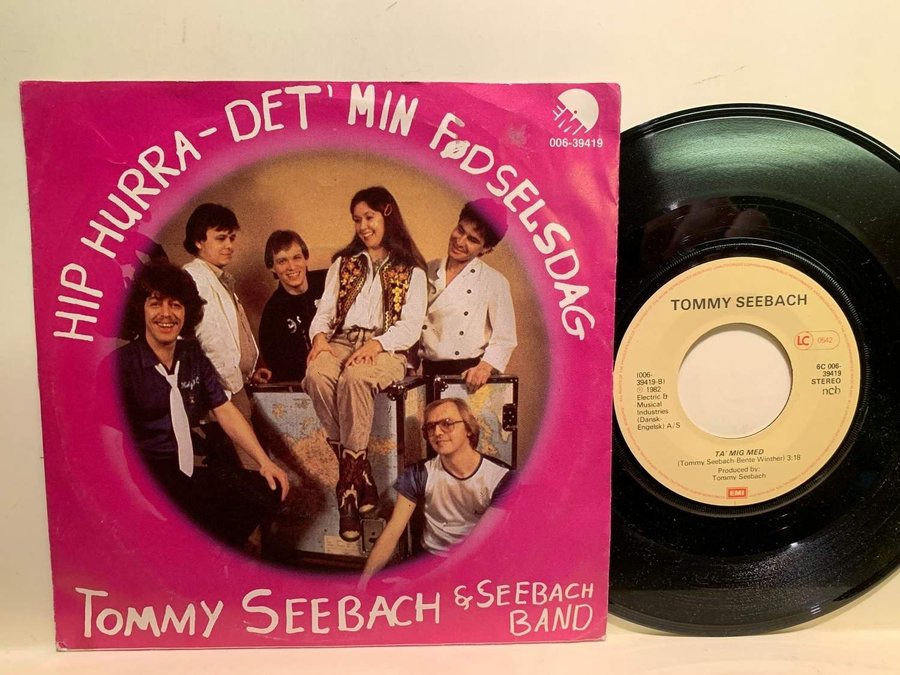 HIP HURRA - DET' MIN FØDSELSDAG
EMI
006-39419
TOMMY SEEBACH & SEEBACH
BAND
TOMMY SEEBACH
LC 0542
(006-
39419-B)
℗ 1982
Electric &
Musical
Industries
(Dansk-
Engelsk) A/S
6C 006-
39419
STEREO
ncb
TA' MIG MED
(Tommy Seebach-Bente Winther) 3:18
Produced by:
Tommy Seebach
EMI